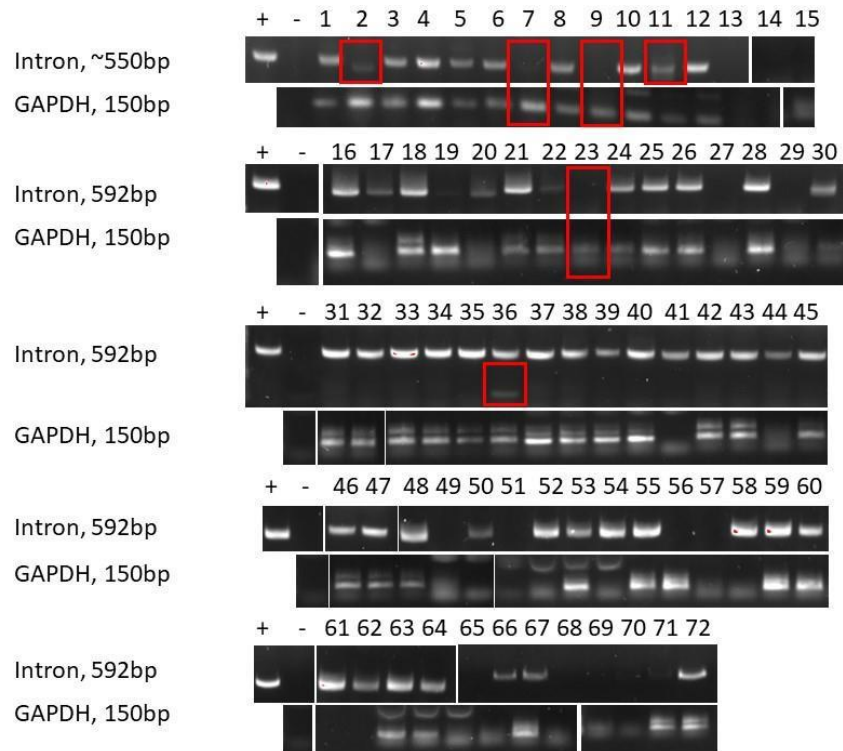 + - 1 2 3 4 5 6 7 8 9 10 11 12 13 14 15
Intron, ~550bp
GAPDH, 150bp
+ - 16 17 18 19 20 21 22 23 24 25 26 27 28 29 30
Intron, 592bp
GAPDH, 150bp
+ - 31 32 33 34 35 36 37 38 39 40 41 42 43 44 45
Intron, 592bp
GAPDH, 150bp
+ - 46 47 48 49 50 51 52 53 54 55 56 57 58 59 60
Intron, 592bp
GAPDH, 150bp
+ - 61 62 63 64 65 66 67 68 69 70 71 72
Intron, 592bp
GAPDH, 150bp